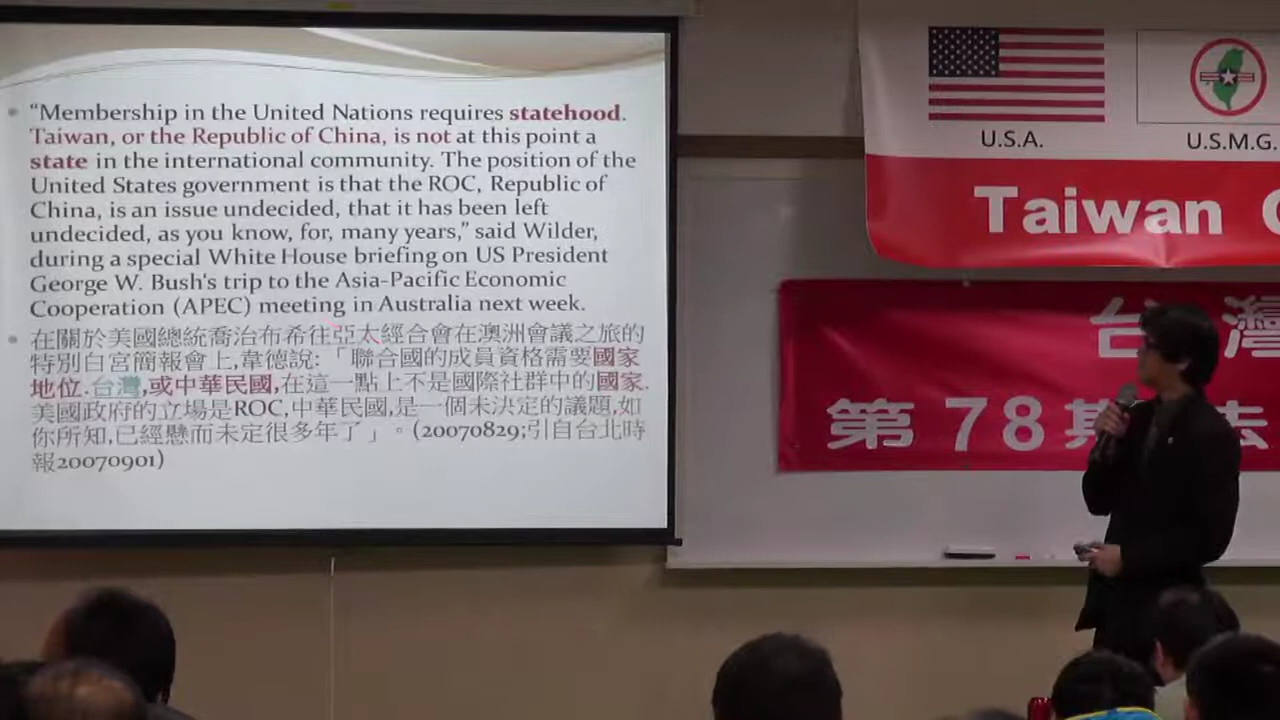 “Membership in the United Nations requires statehood.
Taiwan, or the Republic of China, is not at this point a
state in the international community. The position of the
United States government is that the ROC, Republic of
China, is an issue undecided, that it has been left
undecided, as you know, for, many years,” said Wilder,
during a special White House briefing on US President
George W. Bush's trip to the Asia-Pacific Economic
Cooperation (APEC) meeting in Australia next week.
在關於美國總統喬治布希往亞太經合會在澳洲會議之旅的
特別白宮簡報會上,韋德說:「聯合國的成員資格需要國家
地位.台灣,或中華民國,在這一點上不是國際社群中的國家.
美國政府的立場是ROC,中華民國,是一個未決定的議題,如
你所知,已經懸而未定很多年了」。(20070829;引自台北時
報20070901)
U.S.A.
U.S.M.G.
Taiwan
台灣
第78期 法